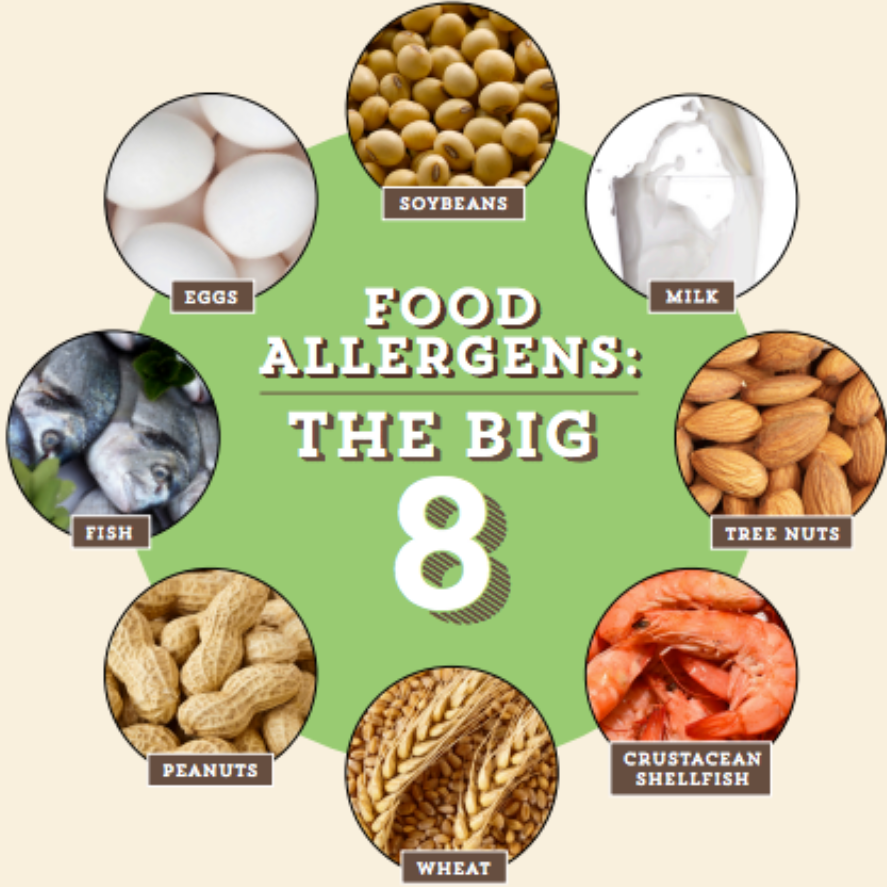 SOYBEANS
EGGS
MILK
FOOD
ALLERGENS:
THE BIG
8
FISH
TREE NUTS
PEANUTS
CRUSTACEAN
SHELLFISH
WHEAT